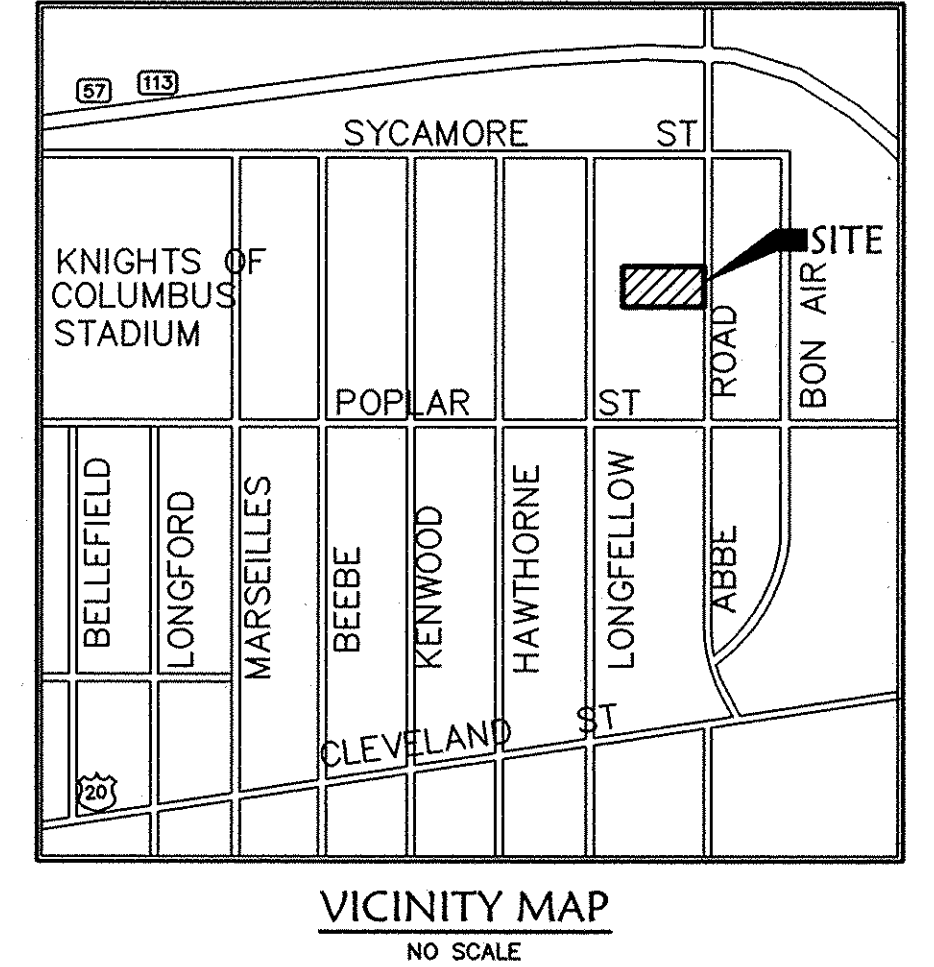 57
113
SYCAMORE ST
SITE
KNIGHTS OF
COLUMBUS
STADIUM
BON AIR
ROAD
POPLAR ST
BELLEFIELD
LONGFORD
MARSEILLES
BEEBE
KENWOOD
HAWTHORNE
LONGFELLOW
ABBE
CLEVELAND ST
20
VICINITY MAP
NO SCALE